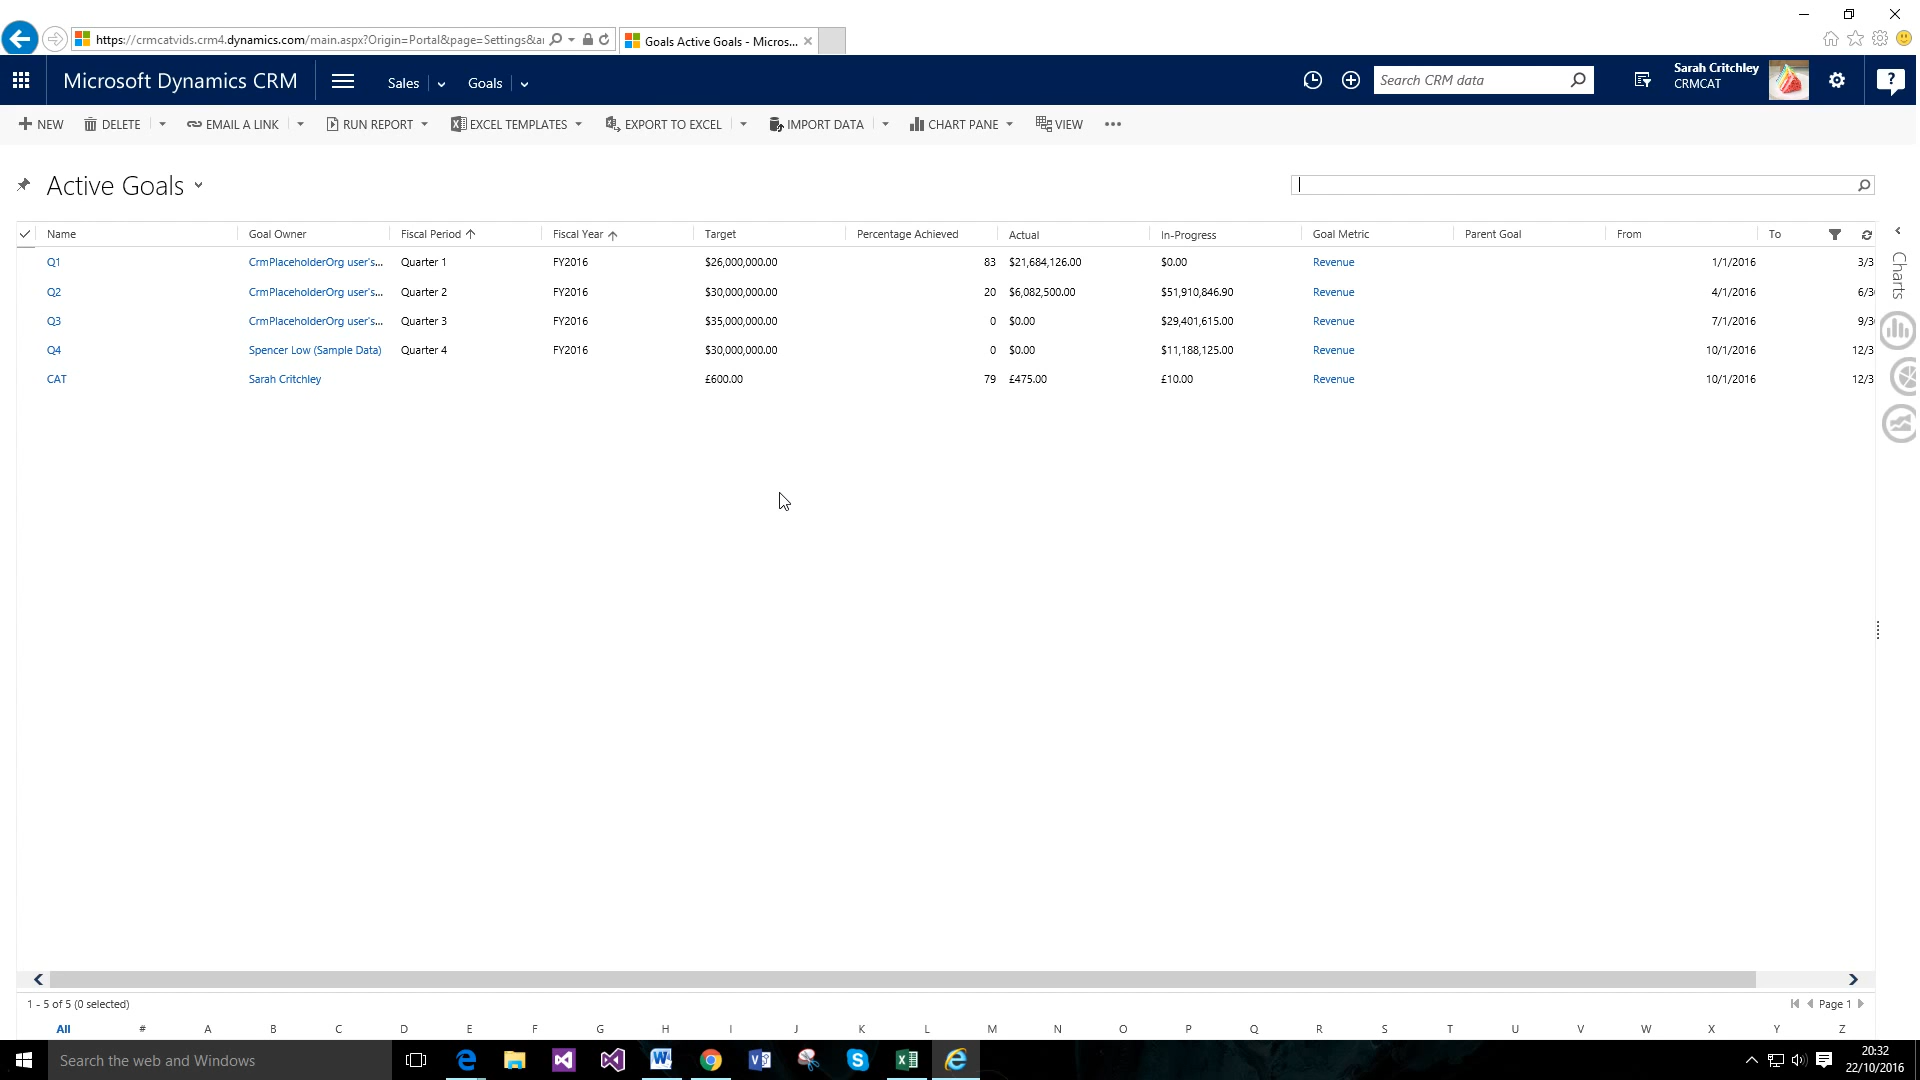 https://crmcatvids.crm4.dynamics.com/main.aspx?Origin=Portal&page=Settings&ar
Goals Active Goals - Micros...
Microsoft Dynamics CRM Sales Goals Search CRM data Sarah Critchley
CRMCAT
NEW DELETE EMAIL A LINK RUN REPORT EXCEL TEMPLATES EXPORT TO EXCEL IMPORT DATA CHART PANE VIEW •••
Active Goals
Name Goal Owner Fiscal Period Fiscal Year Target Percentage Achieved Actual In-Progress Goal Metric Parent Goal From To
Q1 CrmPlaceholderOrg user's... Quarter 1 FY2016 $26,000,000.00 83 $21,684,126.00 $0.00 Revenue 1/1/2016 3/3
Q2 CrmPlaceholderOrg user's... Quarter 2 FY2016 $30,000,000.00 20 $6,082,500.00 $51,910,846.90 Revenue 4/1/2016 6/3
Q3 CrmPlaceholderOrg user's... Quarter 3 FY2016 $35,000,000.00 0 $0.00 $29,401,615.00 Revenue 7/1/2016 9/3
Q4 Spencer Low (Sample Data) Quarter 4 FY2016 $30,000,000.00 0 $0.00 $11,188,125.00 Revenue 10/1/2016 12/3
CAT Sarah Critchley £600.00 79 £475.00 £10.00 Revenue 10/1/2016 12/3
Charts
1 - 5 of 5 (0 selected) Page 1
All # A B C D E F G H I J K L M N O P Q R S T U V W X Y Z
Search the web and Windows
20:32
22/10/2016